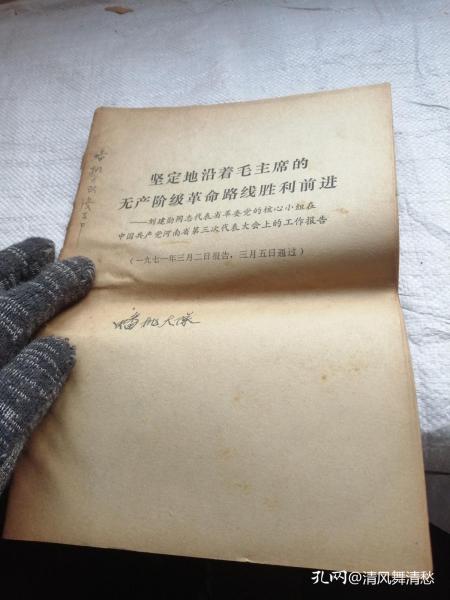 坚定地沿着毛主席的
无产阶级革命路线胜利前进
——刘建勋同志代表省革委党的核心小组在
中国共产党河南省第三次代表大会上的工作报告
（一九七一年三月二日报告，三月五日通过）
大队
孔网@清风舞清愁